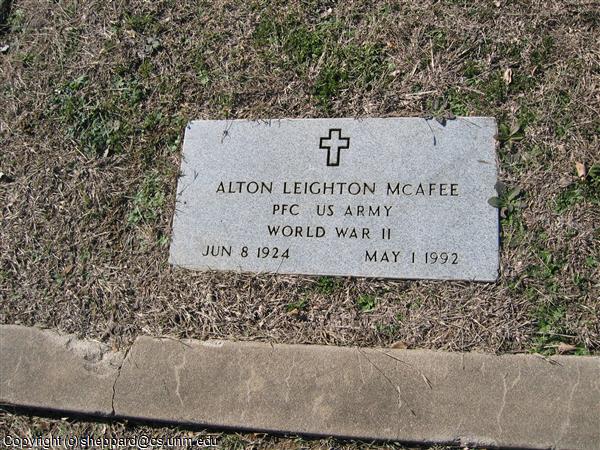 ALTON LEIGHTON MCAFEE
PFC US ARMY
WORLD WAR II
JUN 8 1924 MAY 1 1992
Copyright (c) sheppard@cs.unm.edu